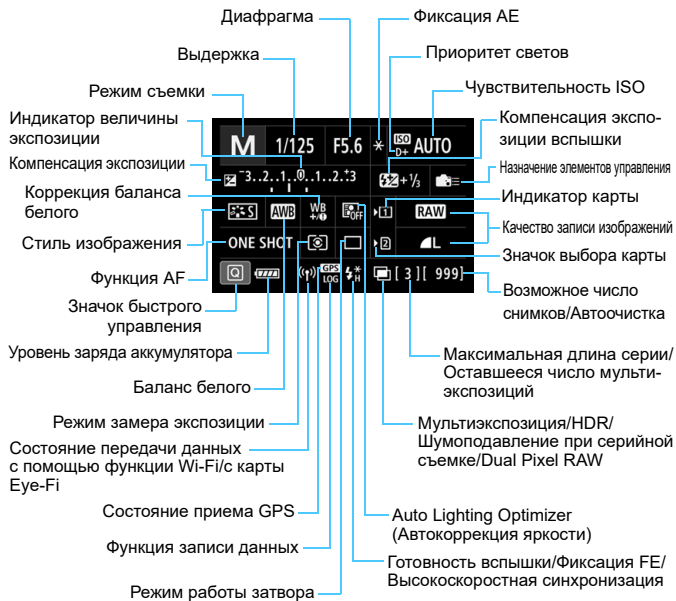 Диафрагма
Фиксация AE
Выдержка
Приоритет светов
Режим съемки
Чувствительность ISO
Индикатор величины
экспозиции
Компенсация экспо-
зиции вспышки
Компенсация экспозиции
Назначение элементов управления
Коррекция баланса
белого
Индикатор карты
Стиль изображения
Качество записи изображений
Значок выбора карты
Функция AF
Значок быстрого
управления
Возможное число
снимков/Автоочистка
Уровень заряда аккумулятора
Максимальная длина серии/
Оставшееся число мульти-
экспозиций
Баланс белого
Режим замера экспозиции
Мультиэкспозиция/HDR/
Шумоподавление при серийной
съемке/Dual Pixel RAW
Состояние передачи данных
с помощью функции Wi-Fi/с карты
Eye-Fi
Состояние приема GPS
Auto Lighting Optimizer
(Автокоррекция яркости)
Функция записи данных
Готовность вспышки/Фиксация FE/
Высокоскоростная синхронизация
Режим работы затвора
M 1/125 F5.6 * ISO D+ AUTO
-3..2..1..0..1..2.+3 +1/3
S AWB WB +/- OFF 1 RAW
ONE SHOT 2 L
Q GPS LOG H [ 3 ][ 999]